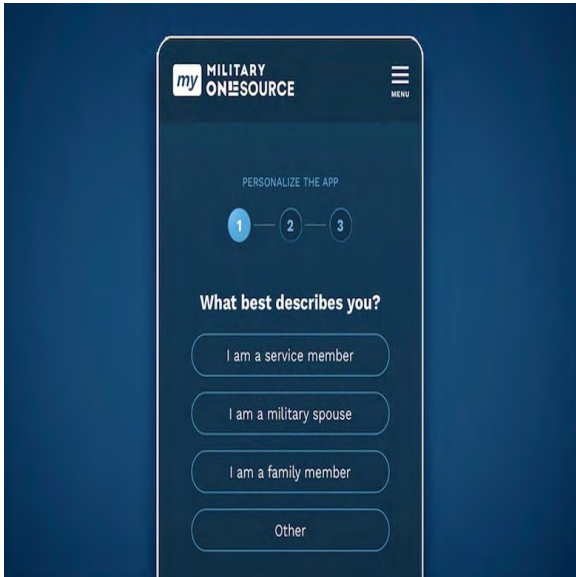 my MILITARY
ONESOURCE
MENU
PERSONALIZE THE APP
1 2 3
What best describes you?
I am a service member
I am a military spouse
I am a family member
Other